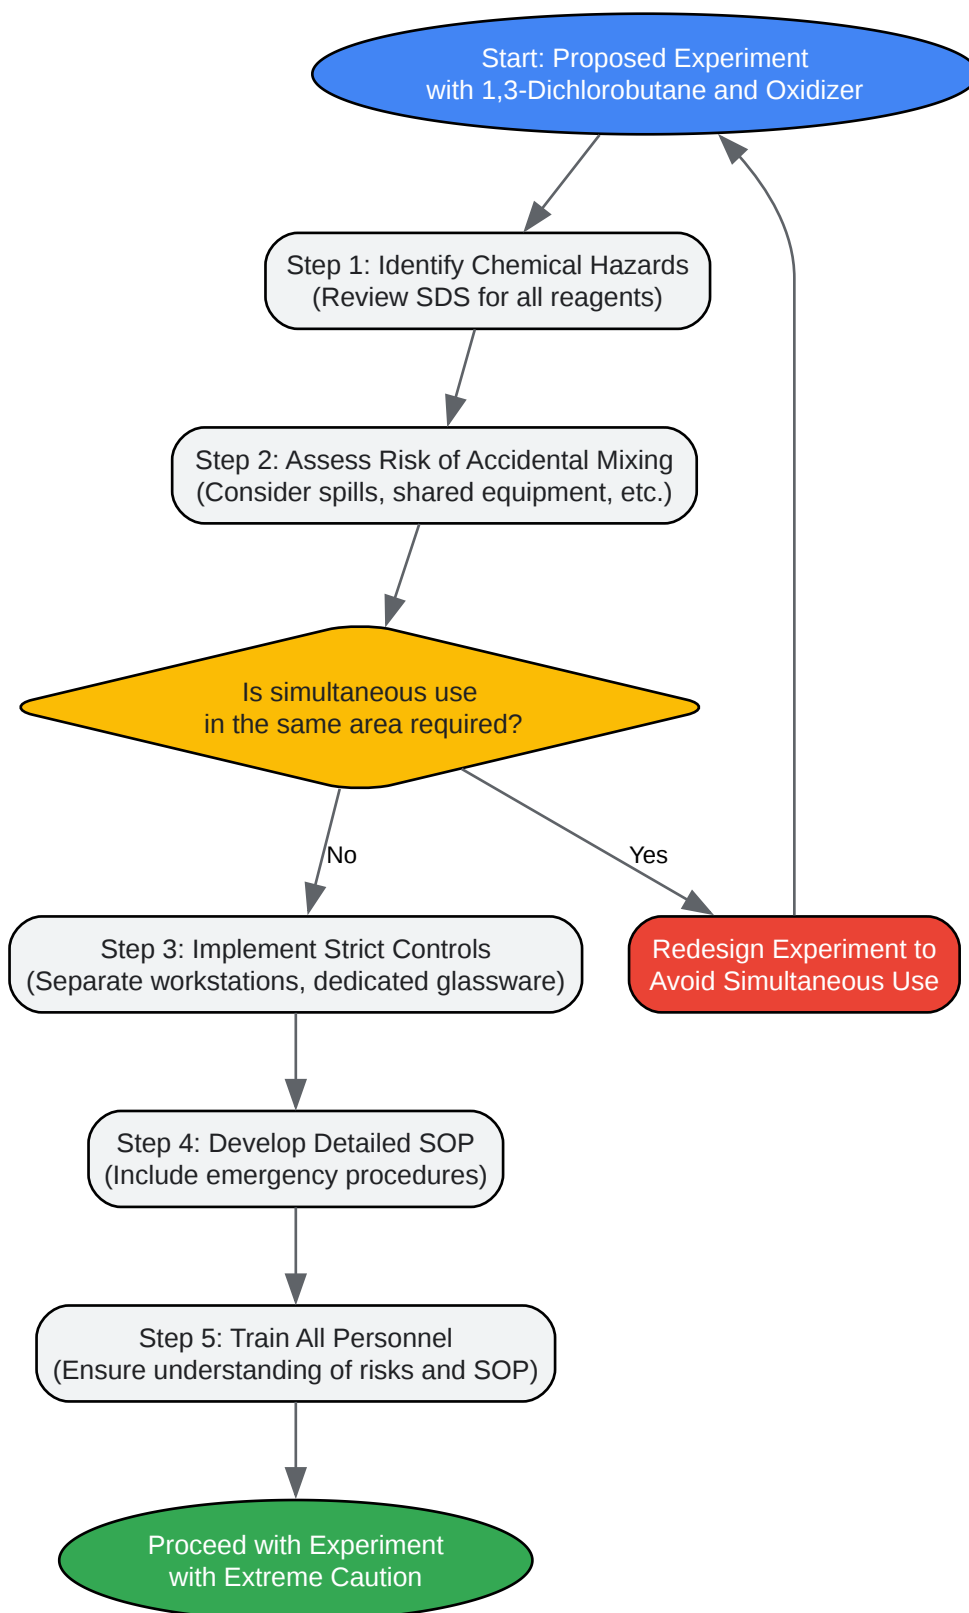 Start: Proposed Experiment
with 1,3-Dichlorobutane and Oxidizer
Step 1: Identify Chemical Hazards
(Review SDS for all reagents)
Step 2: Assess Risk of Accidental Mixing
(Consider spills, shared equipment, etc.)
Is simultaneous use
in the same area required?
No
Yes
Step 3: Implement Strict Controls
(Separate workstations, dedicated glassware)
Redesign Experiment to
Avoid Simultaneous Use
Step 4: Develop Detailed SOP
(Include emergency procedures)
Step 5: Train All Personnel
(Ensure understanding of risks and SOP)
Proceed with Experiment
with Extreme Caution